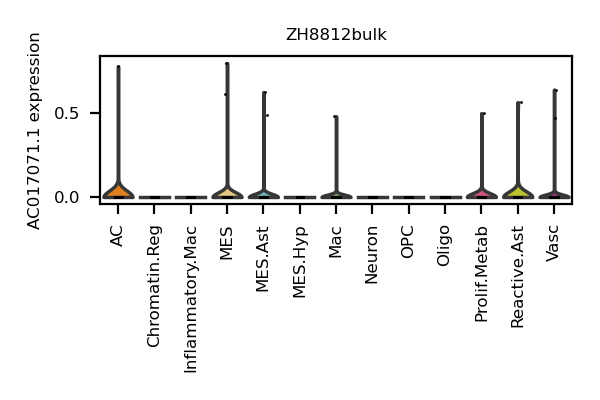 ZH8812bulk
AC017071.1 expression
0.5
0.0
AC
Chromatin.Reg
Inflammatory.Mac
MES
MES.Ast
MES.Hyp
Mac
Neuron
OPC
Oligo
Prolif.Metab
Reactive.Ast
Vasc